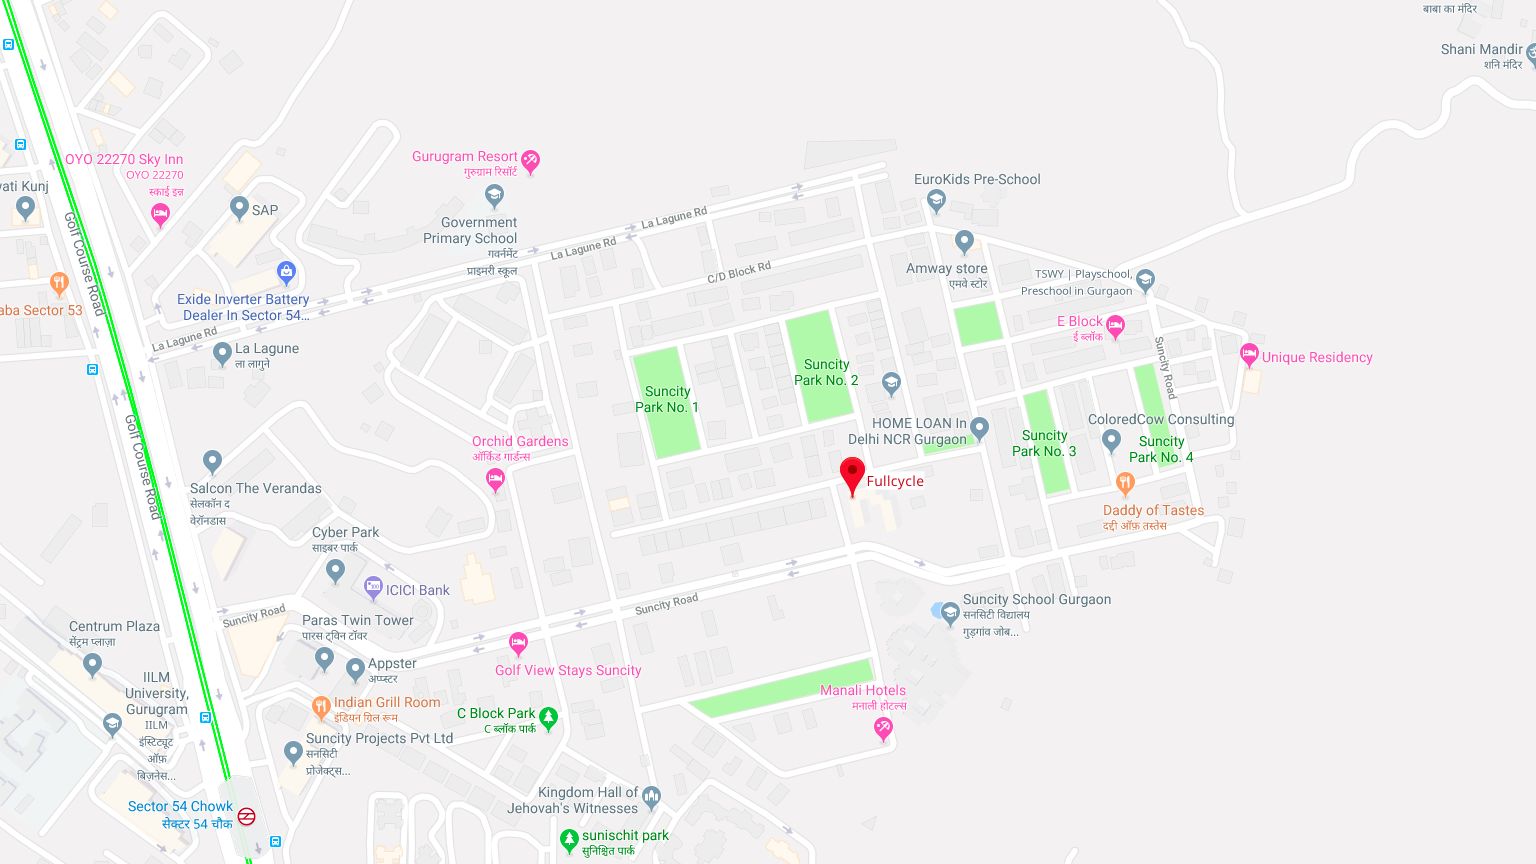 बाबा का मंदिर
Shani Mandir
शनि मंदिर
OYO 22270 Sky Inn
OYO 22270
स्काई इन्न
vati Kunj
SAP
Golf Course Road
Gurugram Resort
गुरुग्राम रिसॉर्ट
Government
Primary School
गवर्नमेंट
प्राइमरी स्कूल
La Lagune Rd
La Lagune Rd
EuroKids Pre-School
Amway store
एमवे स्टोर
C/D Block Rd
TSWY | Playschool,
Preschool in Gurgaon
Exide Inverter Battery
Dealer In Sector 54...
aba Sector 53
La Lagune Rd
La Lagune
ला लागुने
E Block
ई ब्लॉक
Suncity Road
Unique Residency
Suncity
Park No. 1
Suncity
Park No. 2
HOME LOAN In
Delhi NCR Gurgaon
Suncity
Park No. 3
ColoredCow Consulting
Suncity
Park No. 4
Golf Course Road
Orchid Gardens
ऑर्किड गार्डन्स
Fullcycle
Daddy of Tastes
दद्दी ऑफ़ तस्तेस
Salcon The Verandas
सेलकॉन द
वेरॉनडास
Cyber Park
साइबर पार्क
ICICI Bank
Suncity Road
Suncity Road
Suncity School Gurgaon
सनसिटी विद्यालय
गुड़गांव जोब...
Paras Twin Tower
पारस ट्विन टॉवर
Centrum Plaza
सेंट्रम प्लाज़ा
Appster
अप्प्स्टर
Golf View Stays Suncity
IILM
University,
Gurugram
IILM
इंस्टिट्यूट
ऑफ़
बिज़नेस...
Indian Grill Room
इंडियन ग्रिल रूम
C Block Park
C ब्लॉक पार्क
Manali Hotels
मनाली होटल्स
Suncity Projects Pvt Ltd
सनसिटी
प्रोजेक्ट्स...
Sector 54 Chowk
सेक्टर 54 चौक
Kingdom Hall of
Jehovah's Witnesses
sunischit park
सुनिश्चित पार्क